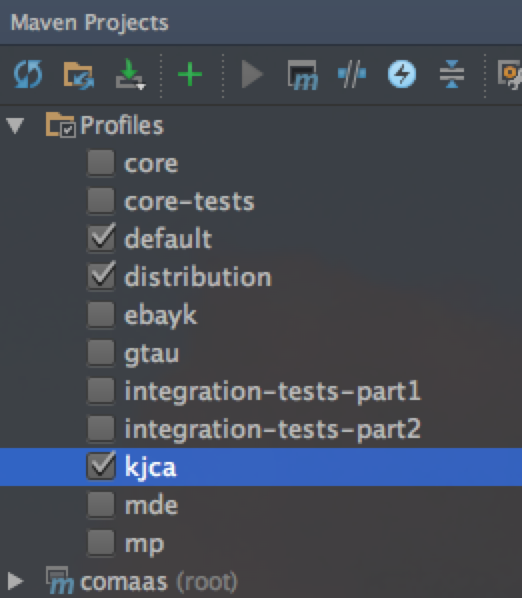 Maven Projects
Profiles
core
core-tests
default
distribution
ebayk
gtau
integration-tests-part1
integration-tests-part2
kjca
mde
mp
comaas (root)